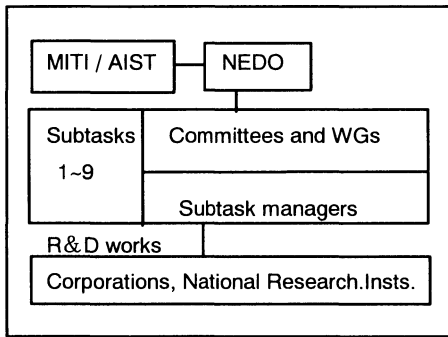 MITI / AIST NEDO
Subtasks Committees and WGs
1~9
Subtask managers
R&D works
Corporations, National Research.Insts.